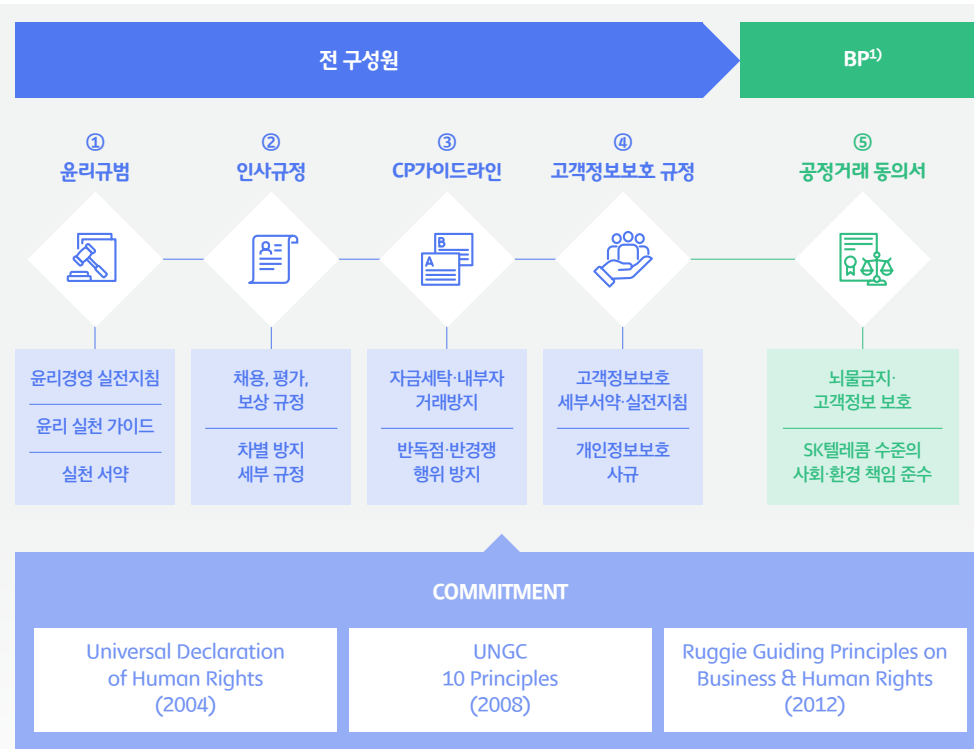 전 구성원
BP1)
①
윤리규범
②
인사규정
③
CP가이드라인
④
고객정보보호 규정
⑤
공정거래 동의서
B
A
윤리경영 실전지침
윤리 실천 가이드
실천 서약
채용, 평가,
보상 규정
차별 방지
세부 규정
자금세탁·내부자
거래방지
반독점·반경쟁
행위 방지
고객정보보호
세부서약·실전지침
개인정보보호
사규
뇌물금지·
고객정보 보호
SK텔레콤 수준의
사회·환경 책임 준수
COMMITMENT
Universal Declaration
of Human Rights
(2004)
UNGC
10 Principles
(2008)
Ruggie Guiding Principles on
Business & Human Rights
(2012)